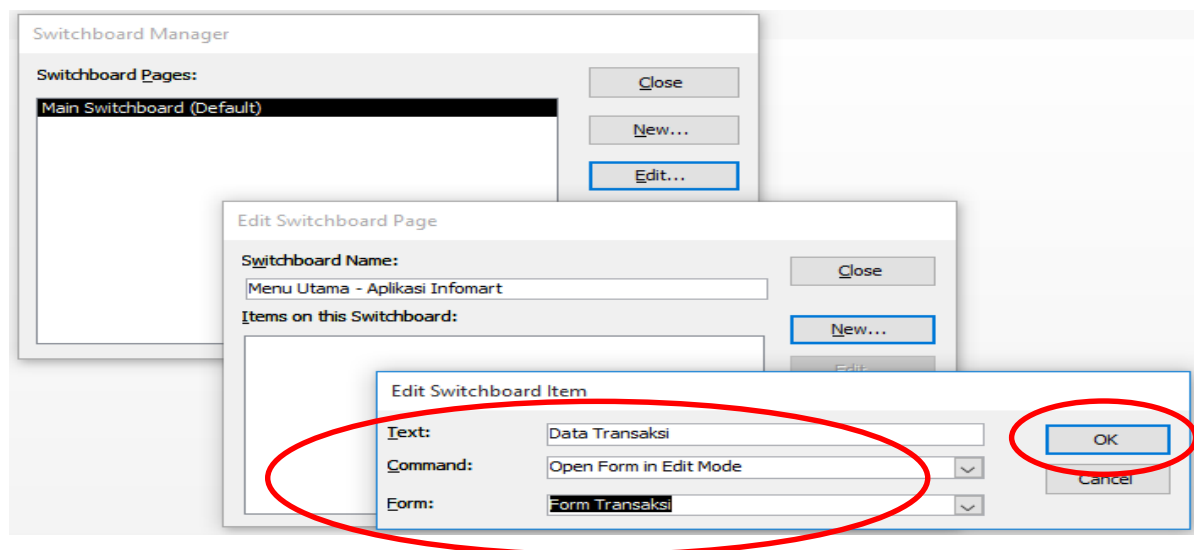 Switchboard Manager
Switchboard Pages:
Main Switchboard (Default)
Close
New...
Edit...
Edit Switchboard Page
Switchboard Name:
Menu Utama - Aplikasi Infomart
Items on this Switchboard:
Close
New...
Edit...
Edit Switchboard Item
Text: Data Transaksi
Command: Open Form in Edit Mode
Form: Form Transaksi
OK
Cancel